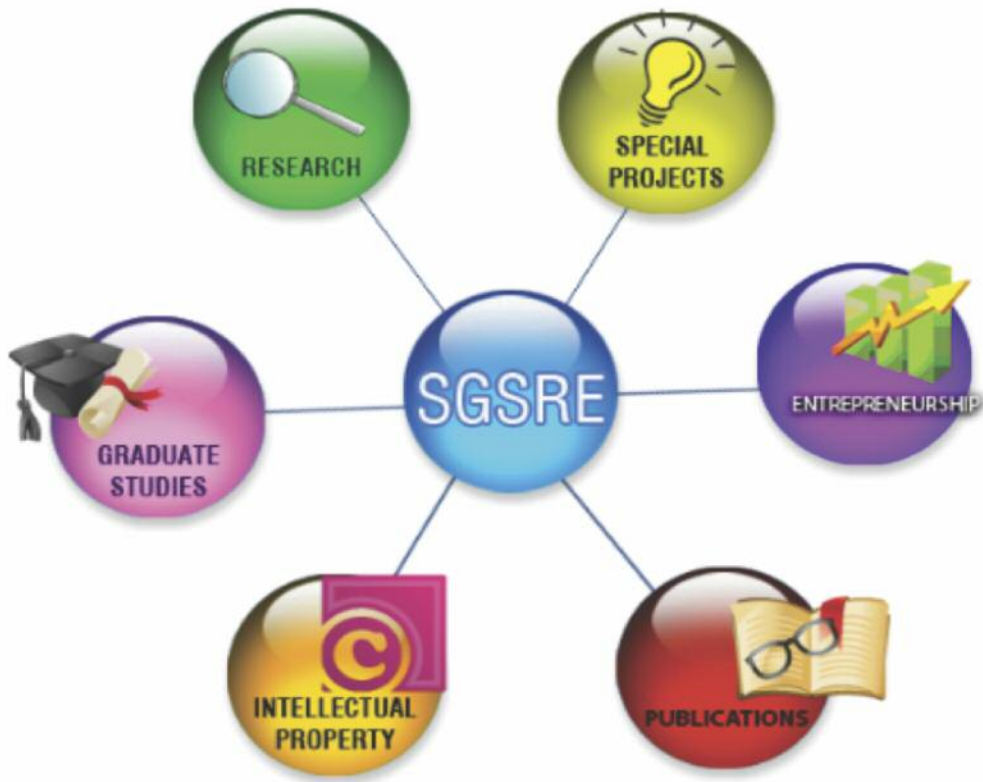 RESEARCH
SPECIAL
PROJECTS
SGSRE
ENTREPRENEURSHIP
GRADUATE
STUDIES
C
INTELLECTUAL
PROPERTY
PUBLICATIONS